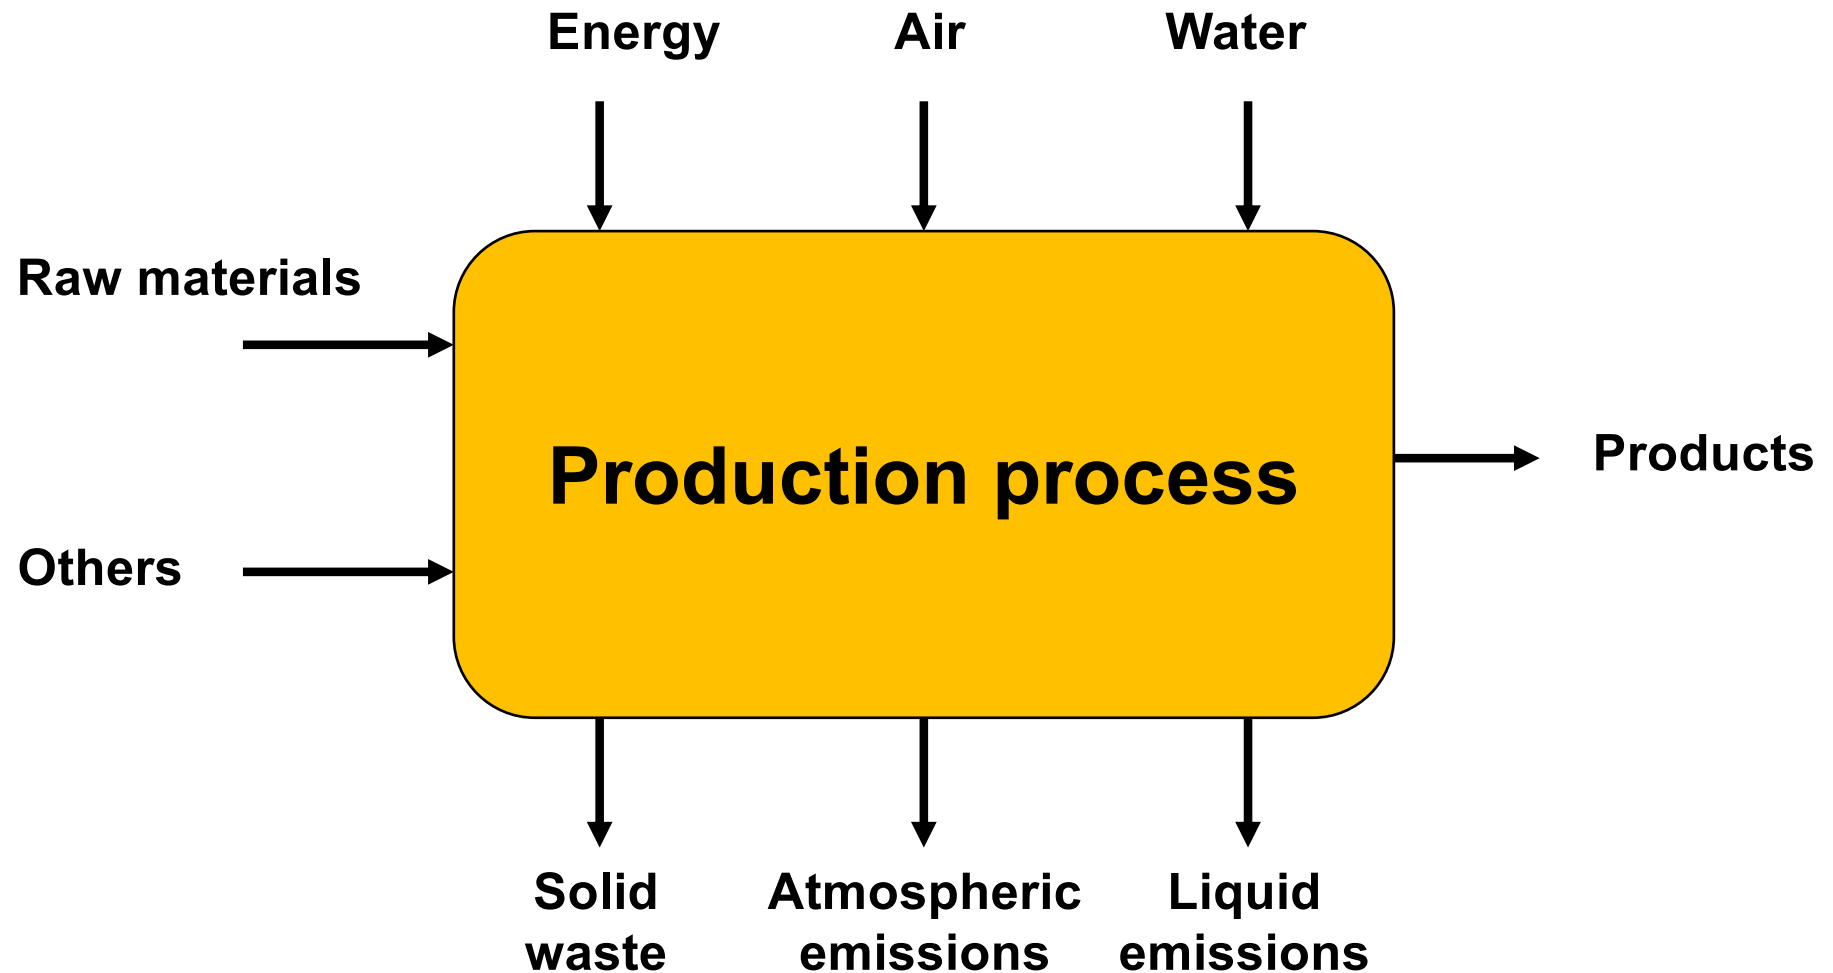 Energy
Air
Water
Raw materials
Production process
Products
Others
Solid
waste
Atmospheric
emissions
Liquid
emissions